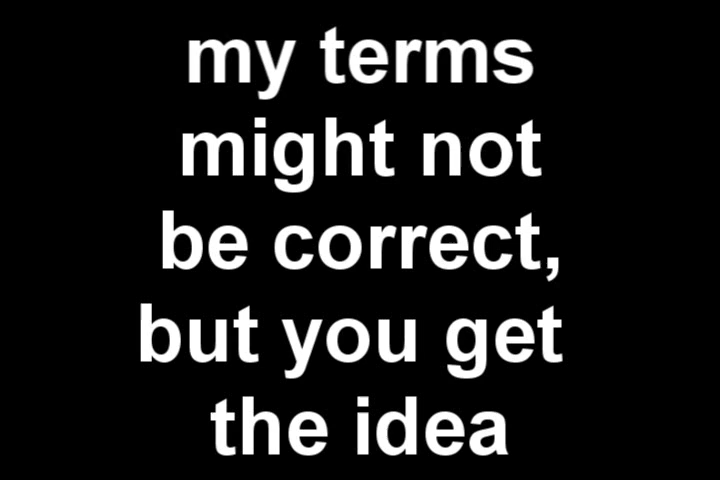 my terms
might not
be correct,
but you get
the idea